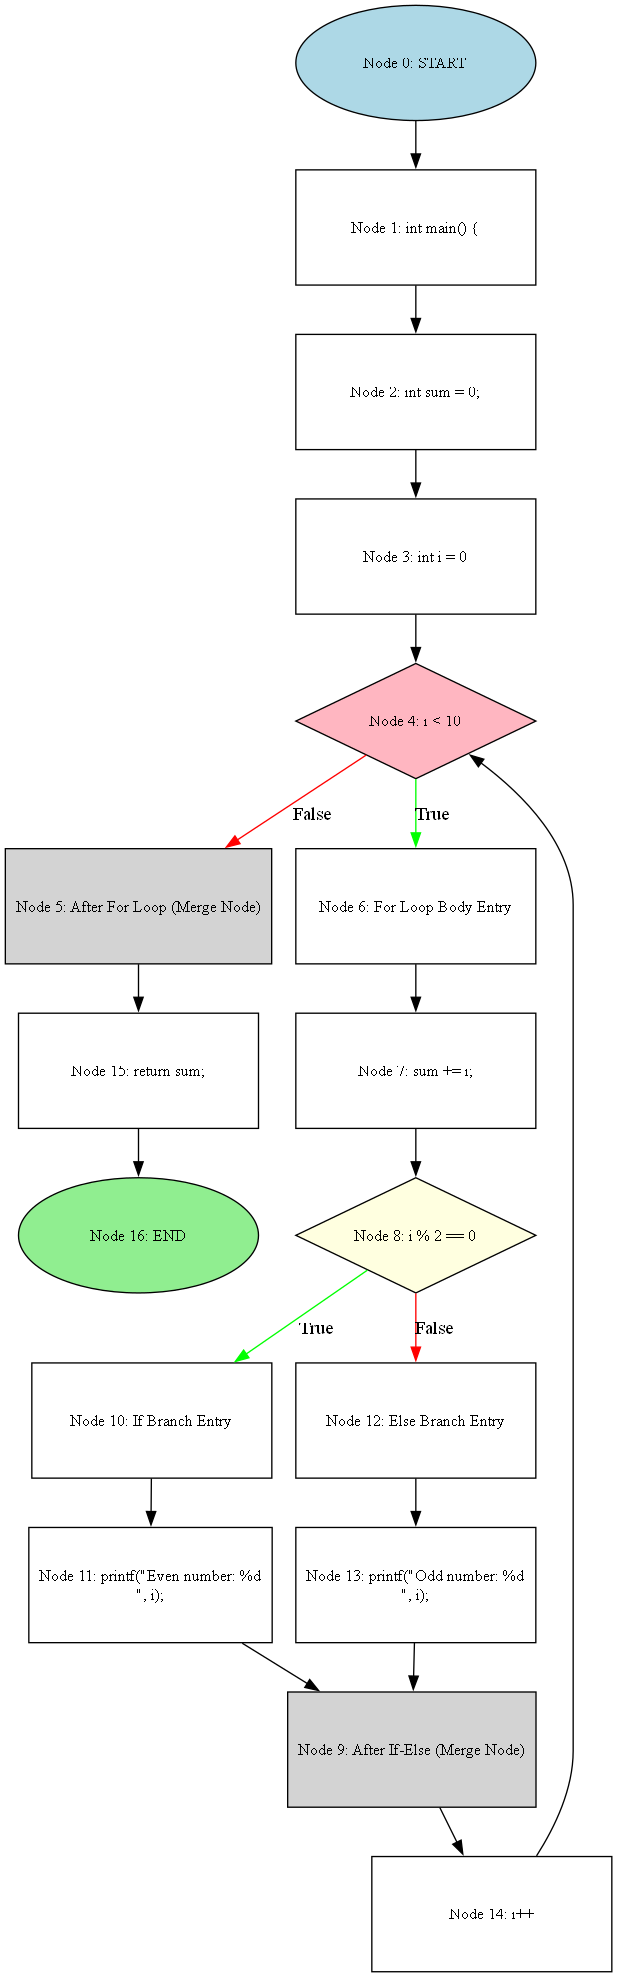 Node 0: START
Node 1: int main() {
Node 2: int sum = 0;
Node 3: int i = 0
Node 4: i < 10
False
True
Node 5: After For Loop (Merge Node)
Node 6: For Loop Body Entry
Node 15: return sum;
Node 7: sum += i;
Node 16: END
Node 8: i % 2 == 0
True
False
Node 10: If Branch Entry
Node 12: Else Branch Entry
Node 11: printf("Even number: %d
", i);
Node 13: printf("Odd number: %d
", i);
Node 9: After If-Else (Merge Node)
Node 14: i++